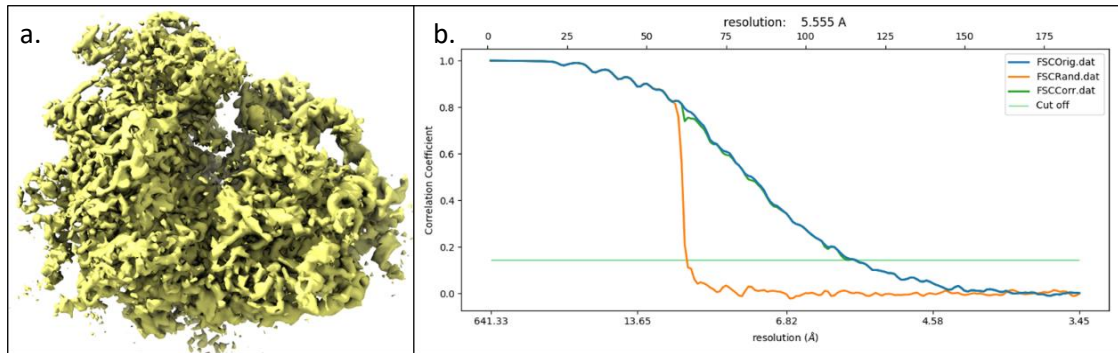 a.
b.
resolution: 5.555 A
0 25 50 75 100 125 150 175
FSCOrig.dat
FSCRand.dat
FSCCorr.dat
Cut off
Correlation Coefficient
1.0
0.8
0.6
0.4
0.2
0.0
641.33 13.65 6.82 4.58 3.45
resolution (Å)